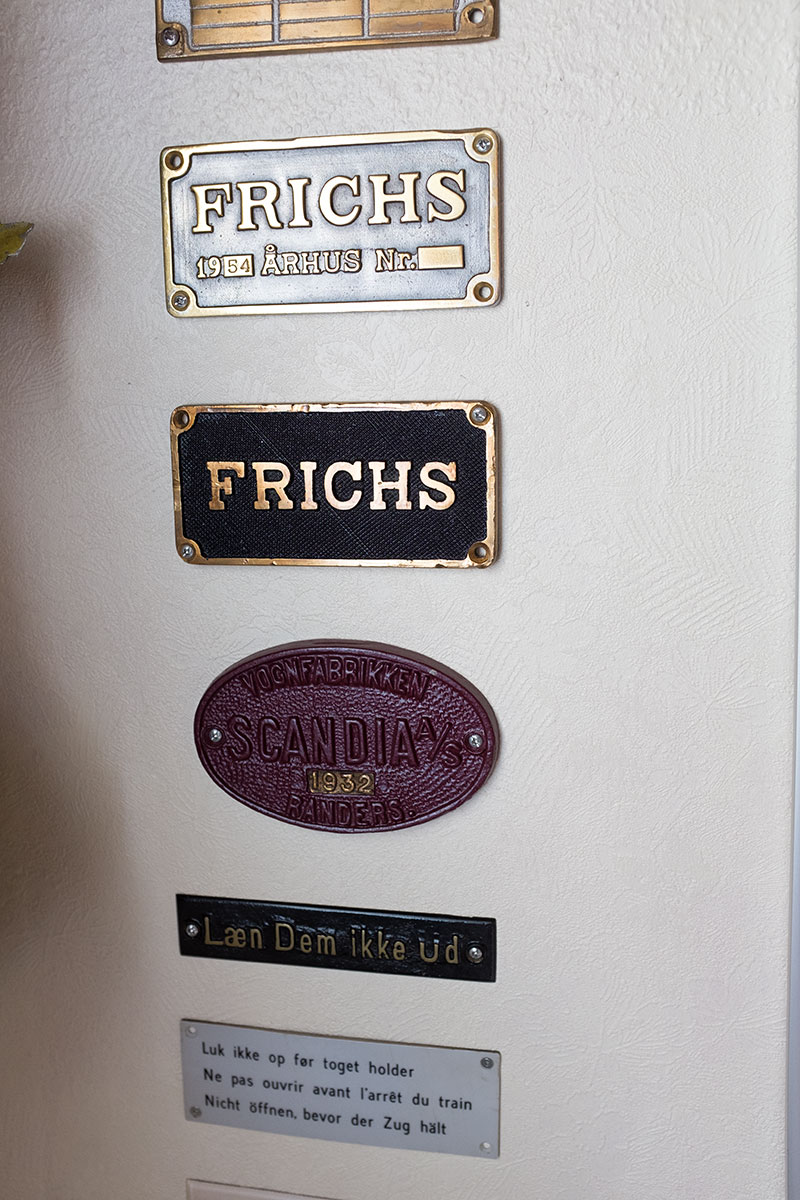 FRICHS
1954 ÅRHUS Nr.
FRICHS
VOGNFABRIKKEN
SCANDIA A/S
1932
RANDERS.
Læn Dem ikke ud
Luk ikke op før toget holder
Ne pas ouvrir avant l'arrêt du train
Nicht öffnen, bevor der Zug hält